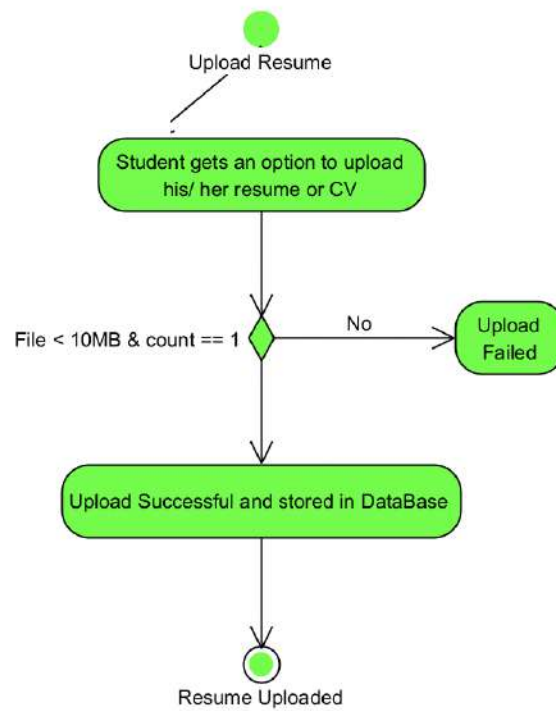 Upload Resume
Student gets an option to upload
his/ her resume or CV
File < 10MB & count == 1
No
Upload
Failed
Upload Successful and stored in DataBase
Resume Uploaded